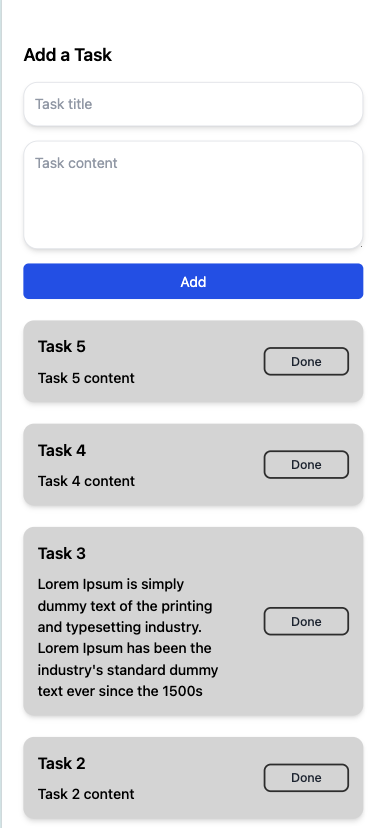 Add a Task
Task title
Task content
Add
Task 5
Task 5 content
Done
Task 4
Task 4 content
Done
Task 3
Lorem Ipsum is simply
dummy text of the printing
and typesetting industry.
Lorem Ipsum has been the
industry's standard dummy
text ever since the 1500s
Done
Task 2
Task 2 content
Done